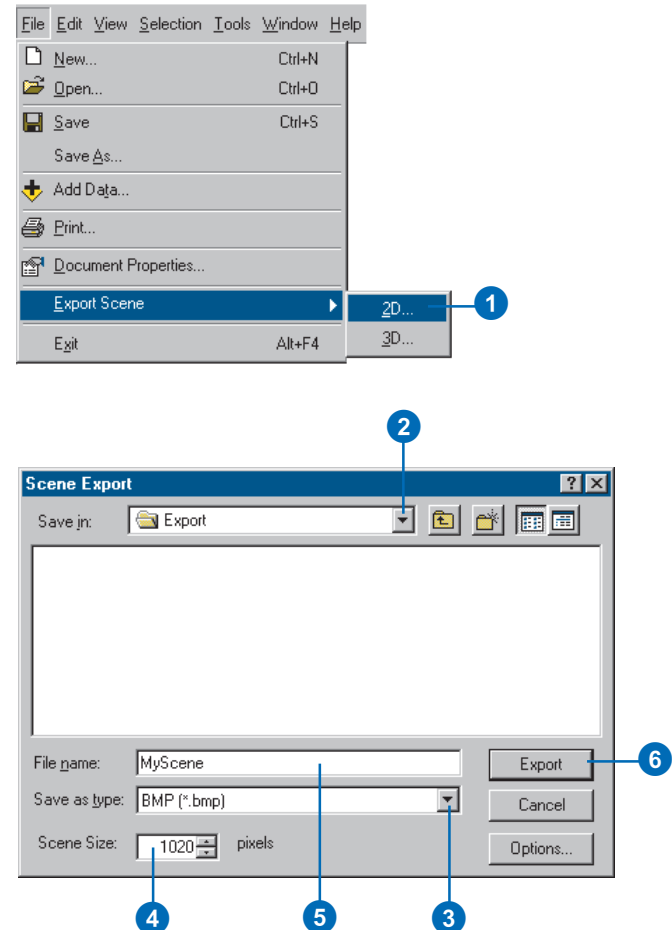 File Edit View Selection Tools Window Help
New... Ctrl+N
Open... Ctrl+O
Save Ctrl+S
Save As...
Add Data...
Print...
Document Properties...
Export Scene 2D... 1
Exit Alt+F4 3D...
2
Scene Export
Save in: Export
File name: MyScene Export 6
Save as type: BMP (*.bmp) Cancel
Scene Size: 1020 pixels Options...
4 5 3